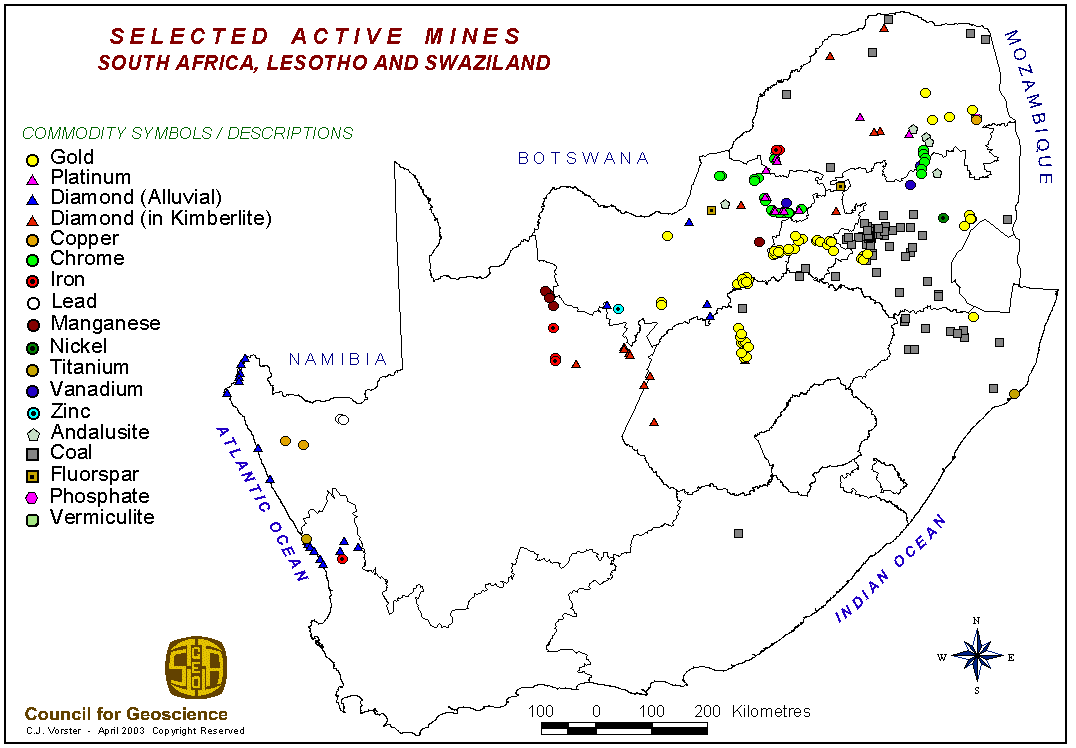 SELECTED ACTIVE MINES
SOUTH AFRICA, LESOTHO AND SWAZILAND
COMMODITY SYMBOLS / DESCRIPTIONS
Gold
Platinum
Diamond (Alluvial)
Diamond (in Kimberlite)
Copper
Chrome
Iron
Lead
Manganese
Nickel
Titanium
Vanadium
Zinc
Andalusite
Coal
Fluorspar
Phosphate
Vermiculite
BOTSWANA
MOZAMBIQUE
NAMIBIA
ATLANTIC OCEAN
INDIAN OCEAN
N
W E
S
100 0 100 200 Kilometres
Council for Geoscience
C.J. Vorster - April 2003 Copyright Reserved